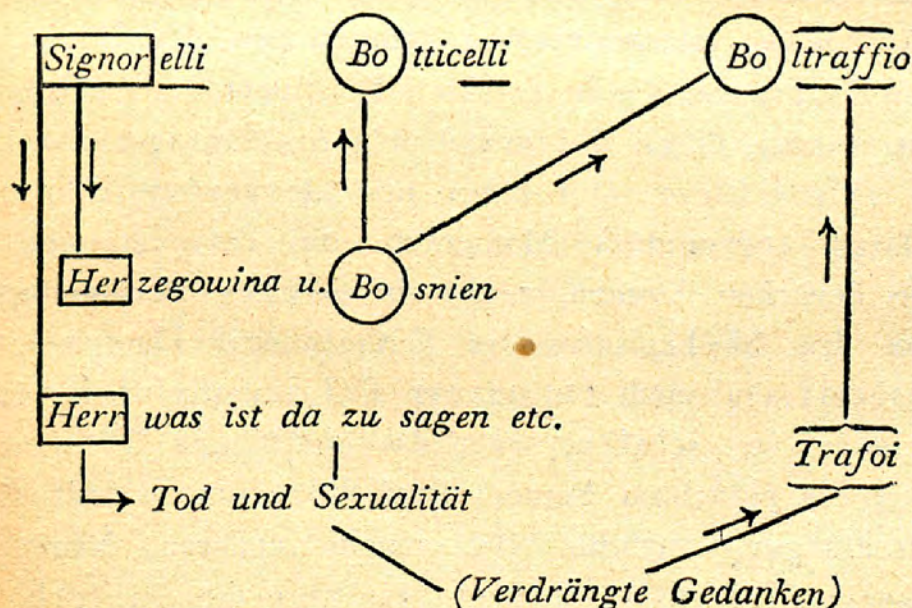 Signorelli Botticelli Boltraffio
Herzegowina u. Bosnien
Herr was ist da zu sagen etc.
Trafoi
Tod und Sexualität
(Verdrängte Gedanken)